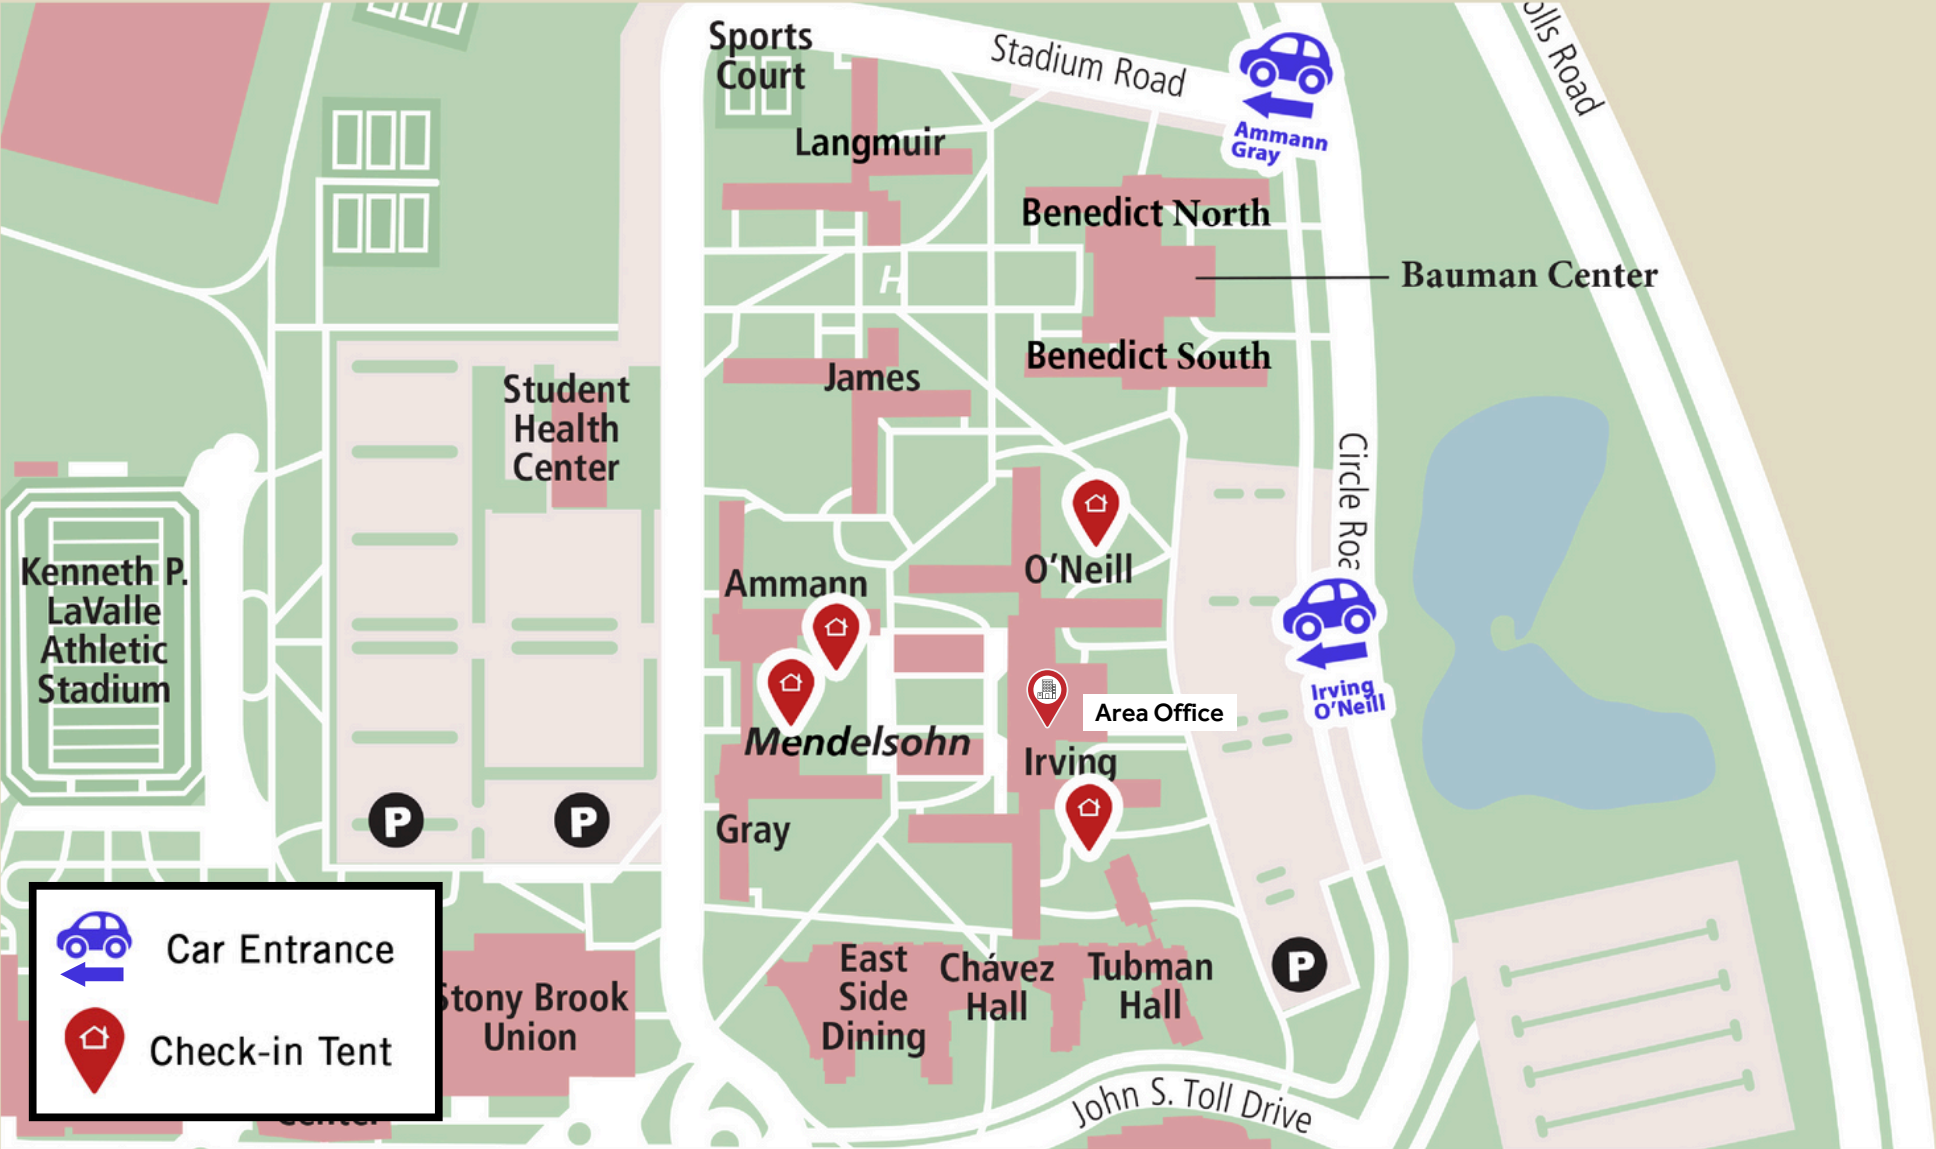 Sports
Court
Stadium Road
olls Road
Ammann
Gray
Langmuir
Benedict North
H
Bauman Center
Benedict South
James
Student
Health
Center
Circle Roa
O'Neill
Kenneth P.
LaValle
Athletic
Stadium
Ammann
Irving
O'Neill
Area Office
Mendelsohn
Irving
P
P
Gray
Car Entrance
Check-in Tent
Stony Brook
Union
East
Side
Dining
Chávez
Hall
Tubman
Hall
P
John S. Toll Drive
Center